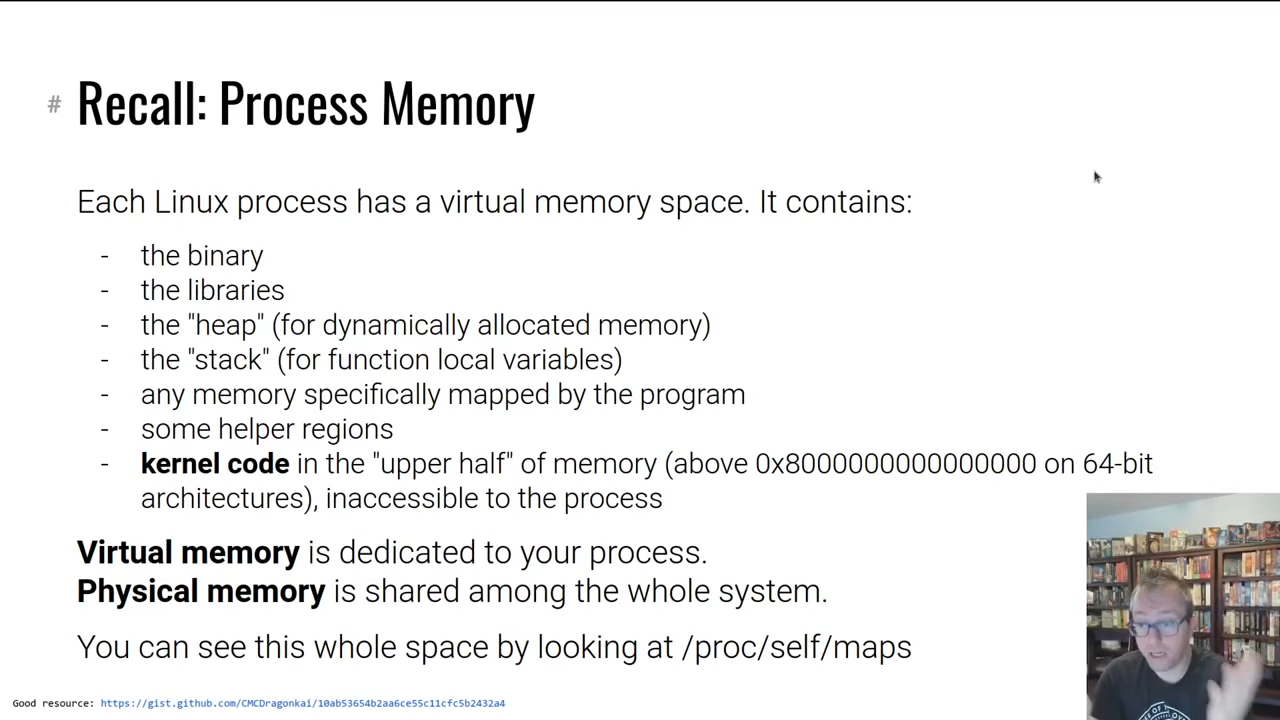 # Recall: Process Memory
Each Linux process has a virtual memory space. It contains:
- the binary
- the libraries
- the "heap" (for dynamically allocated memory)
- the "stack" (for function local variables)
- any memory specifically mapped by the program
- some helper regions
- kernel code in the "upper half" of memory (above 0x8000000000000000 on 64-bit
architectures), inaccessible to the process
Virtual memory is dedicated to your process.
Physical memory is shared among the whole system.
You can see this whole space by looking at /proc/self/maps
Good resource: https://gist.github.com/CMCDragonkai/10ab53654b2aa6ce55c11cfc5b2432a4